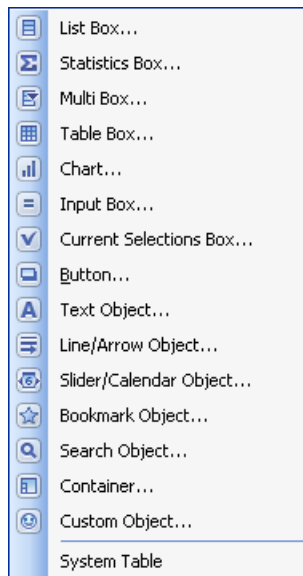 List Box...
Statistics Box...
Multi Box...
Table Box...
Chart...
Input Box...
Current Selections Box...
Button...
Text Object...
Line/Arrow Object...
Slider/Calendar Object...
Bookmark Object...
Search Object...
Container...
Custom Object...
System Table